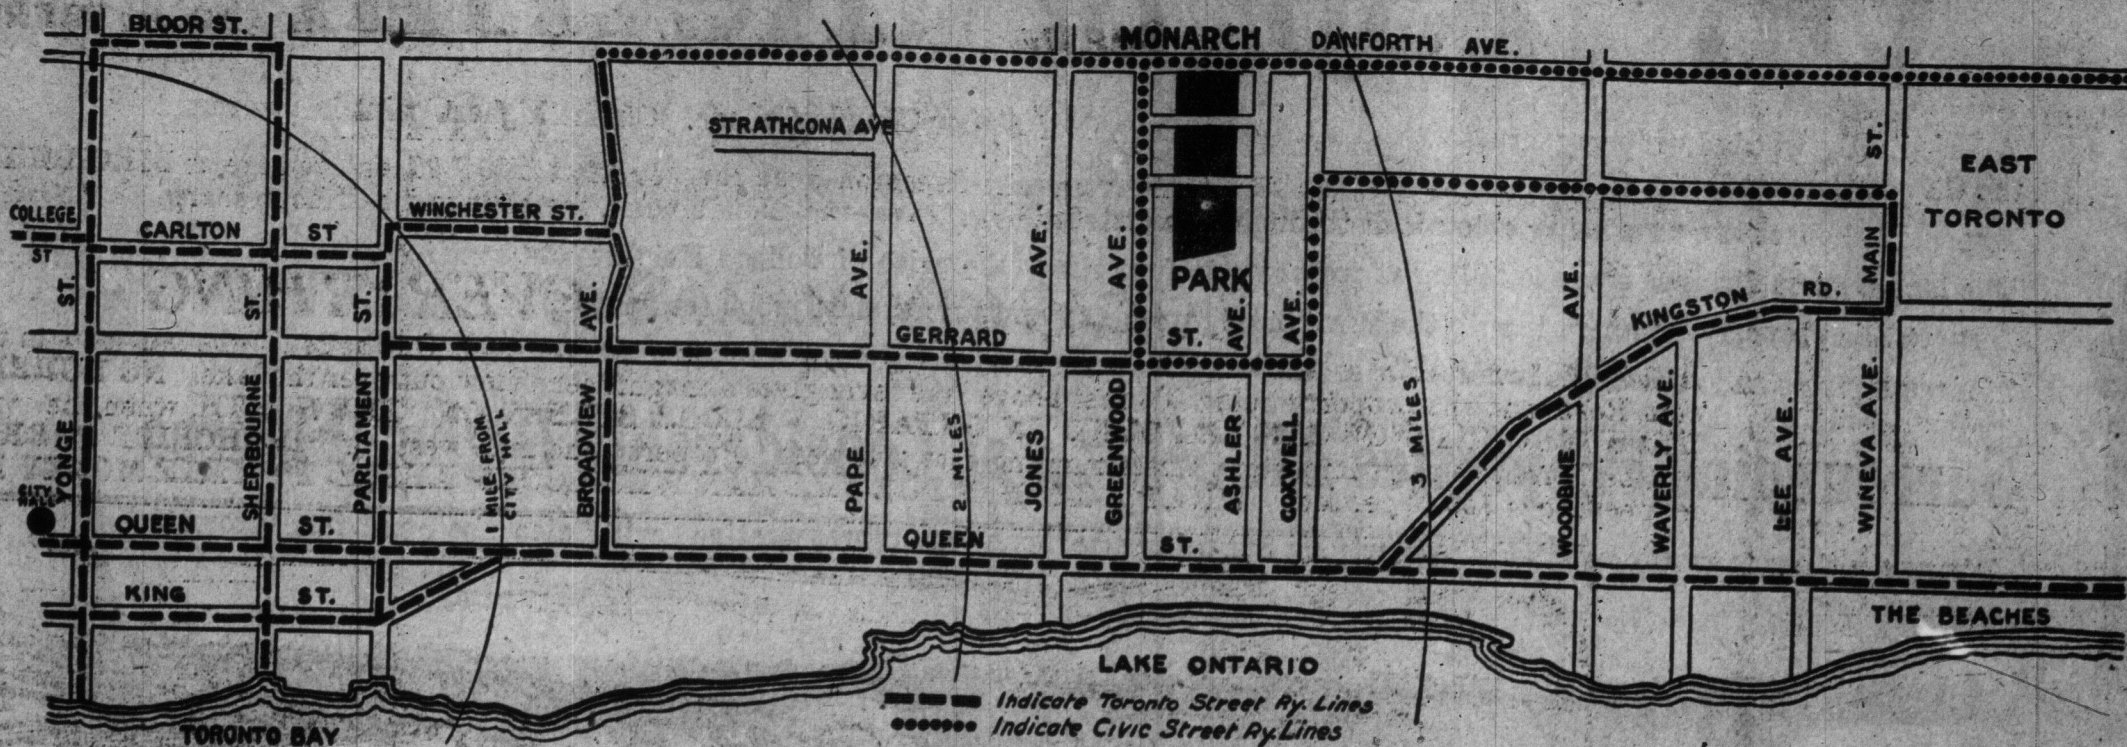 BLOOR ST.
MONARCH
DANFORTH AVE.
STRATHCONA AVE
ST.
EAST
TORONTO
COLLEGE
ST
CARLTON ST
WINCHESTER ST.
ST.
ST.
ST.
AVE.
AVE.
AVE.
AVE.
PARK
AVE.
AVE.
AVE.
MAIN
KINGSTON RD.
GERRARD ST.
YONGE
SHERBOURNE
PARLIAMENT
1 MILE FROM
CITY HALL
BROADVIEW
PAPE
2 MILES
JONES
GREENWOOD
ASHLER
COXWELL
3 MILES
WOODBINE
WAVERLY AVE.
LEE AVE.
WINEVA AVE.
CITY
HALL
QUEEN ST.
QUEEN ST.
KING ST.
THE BEACHES
LAKE ONTARIO
Indicate Toronto Street Ry. Lines
Indicate Civic Street Ry. Lines
TORONTO BAY